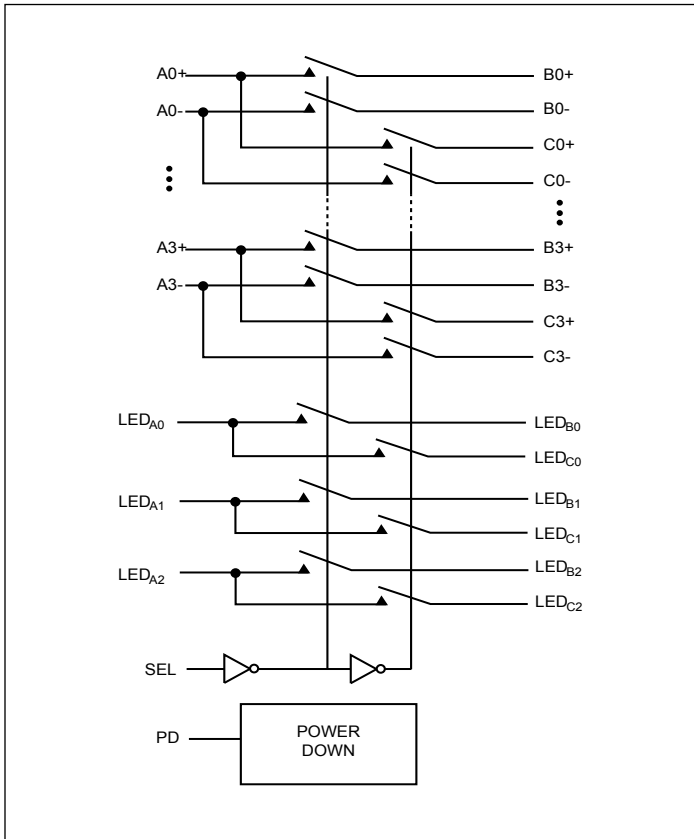 A0+ B0+
A0- B0-
C0+
C0-
A3+ B3+
A3- B3-
C3+
C3-
LEDA0 LEDB0
LEDC0
LEDA1 LEDB1
LEDC1
LEDA2 LEDB2
LEDC2
SEL
PD POWER
DOWN